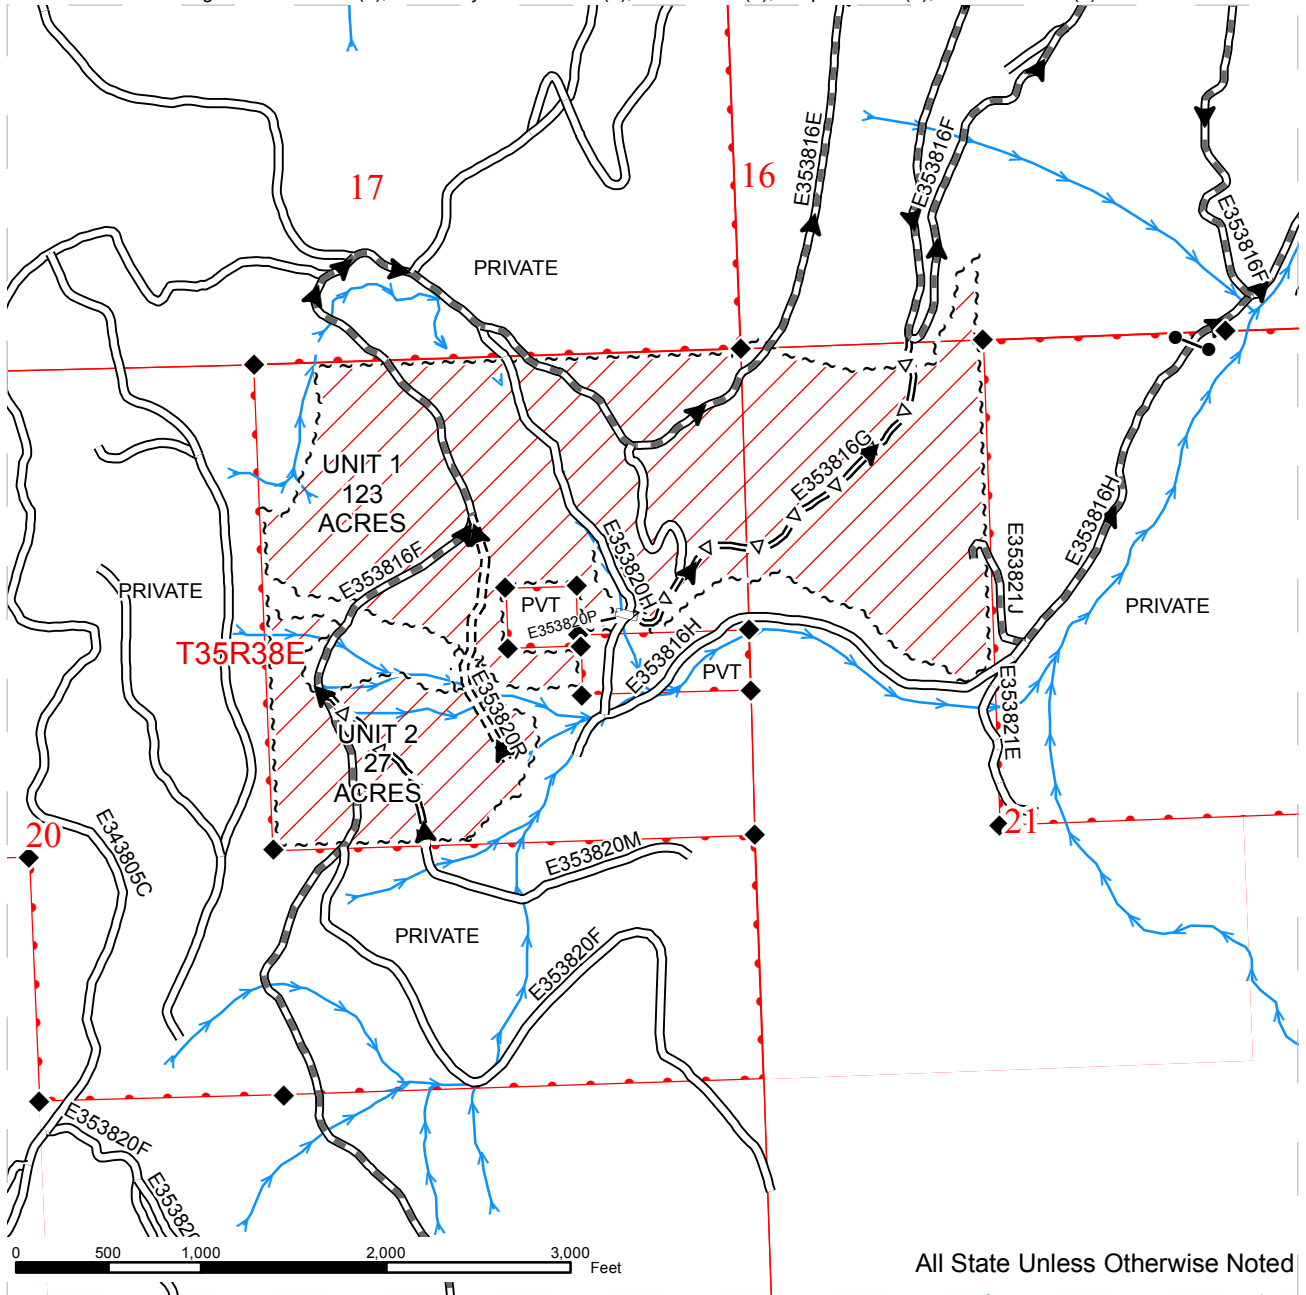 E353816E
E353816F
16
17
E353816F
PRIVATE
E353816G
UNIT 1
123
ACRES
E353816H
E353816F
E353820H
E353821J
PRIVATE
PVT
PRIVATE
E353820P
T35R38E
E353816H
PVT
E353820R
E353821E
UNIT 2
27
ACRES
20
21
E343805C
E353820M
PRIVATE
E353820F
E353820F
0 500 1,000 2,000 3,000
Feet
All State Unless Otherwise Noted